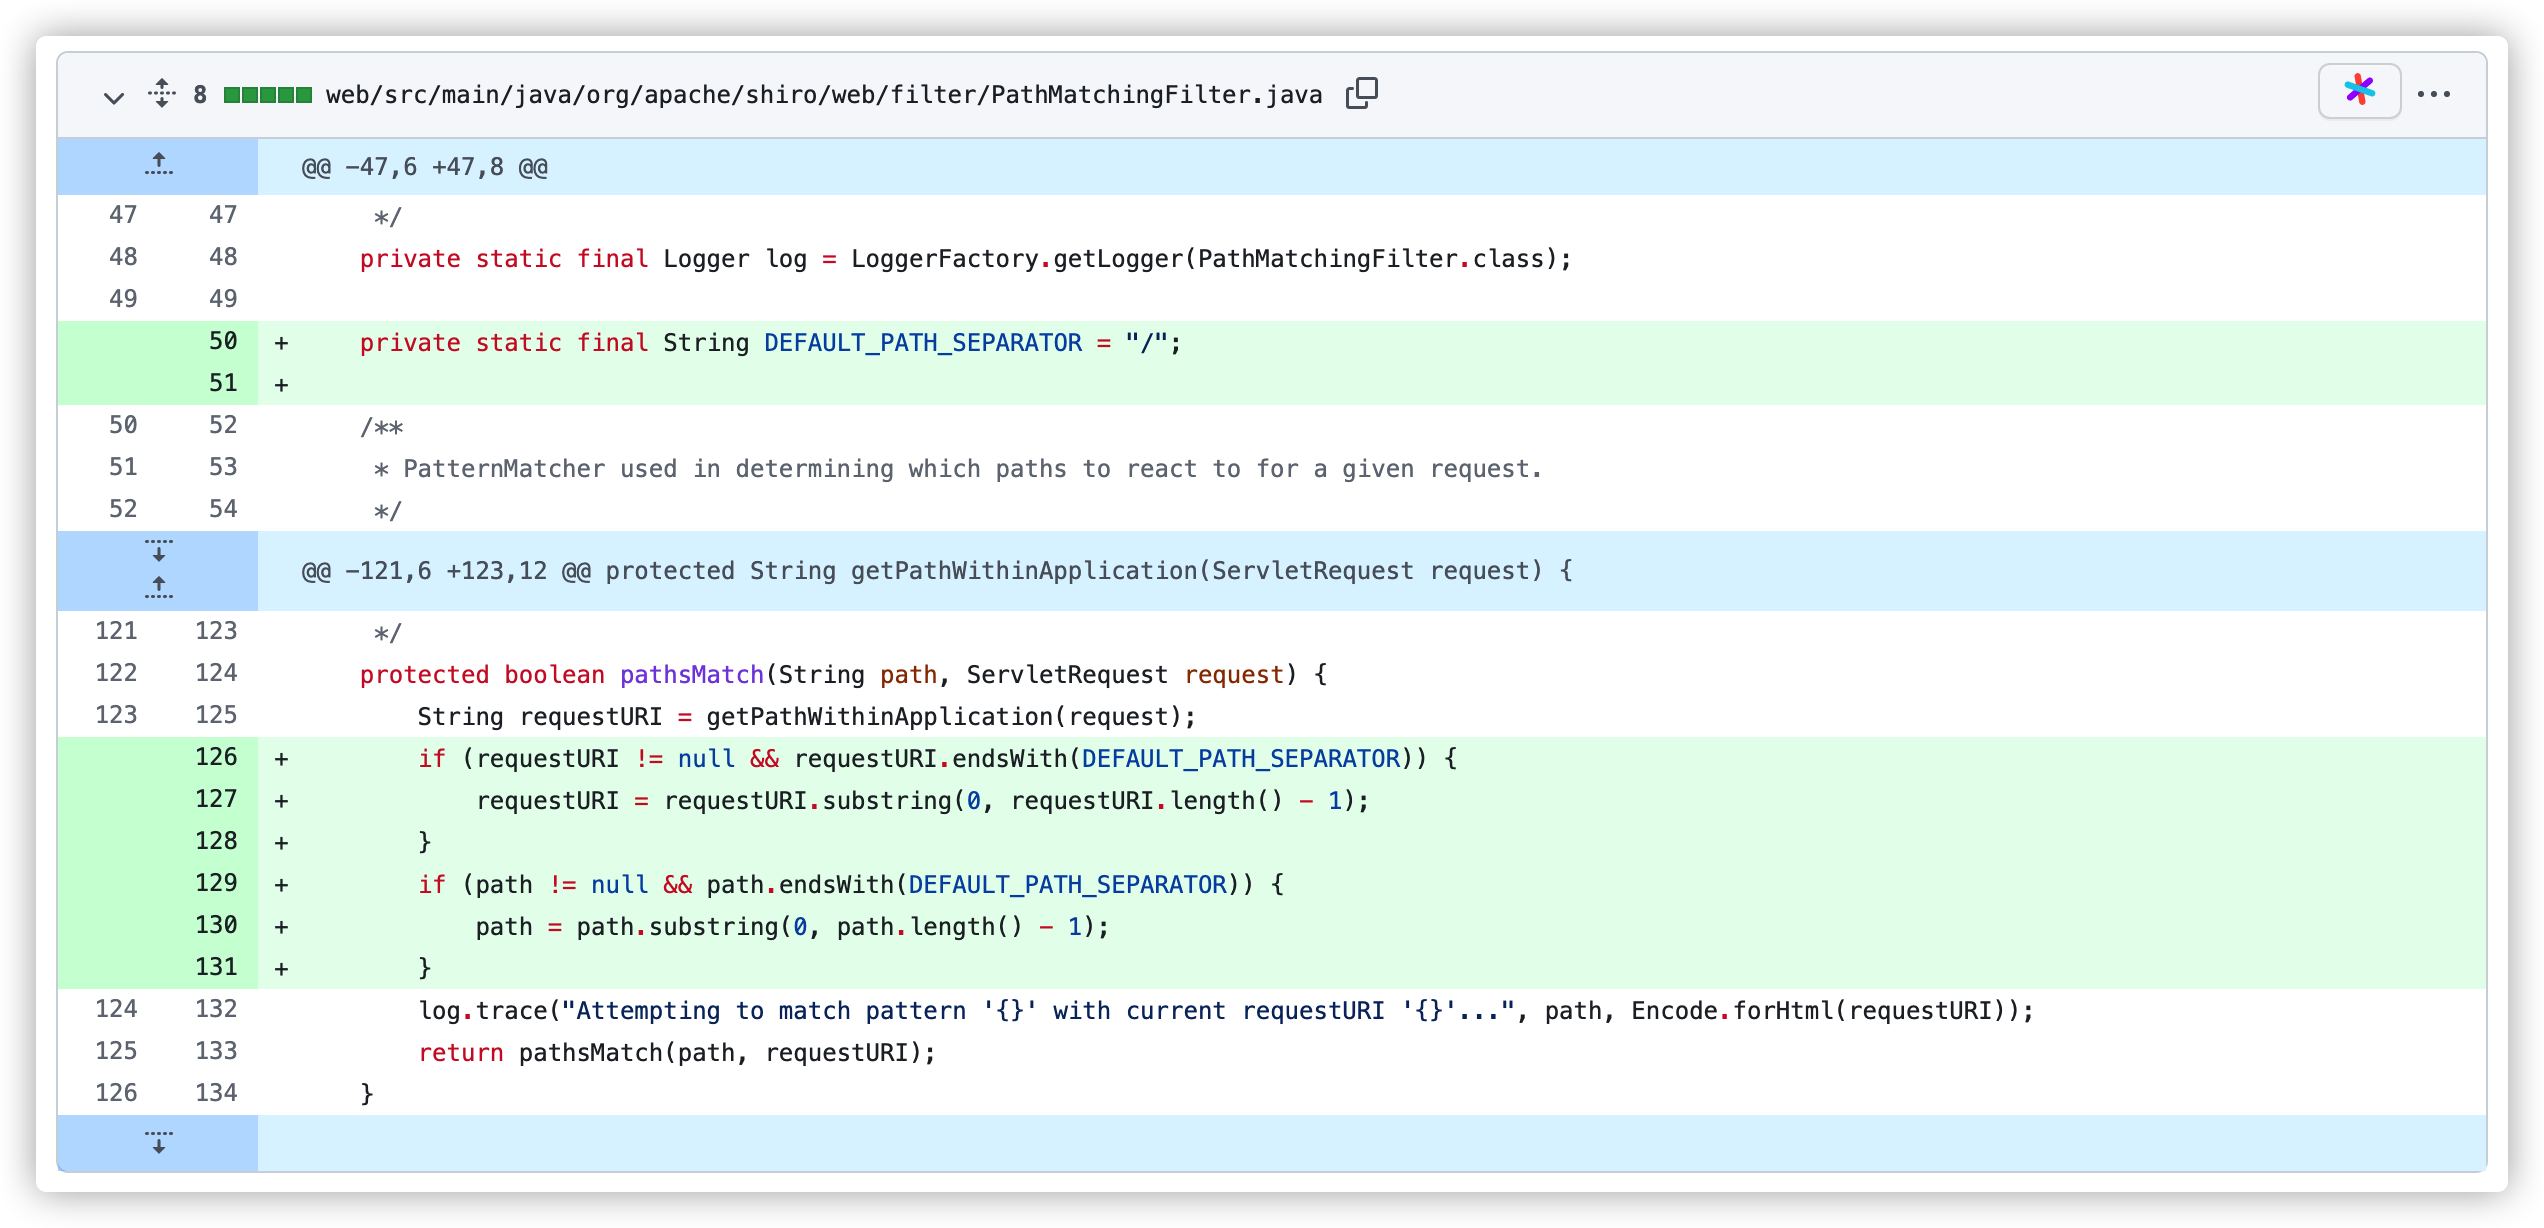 8 web/src/main/java/org/apache/shiro/web/filter/PathMatchingFilter.java
@@ -47,6 +47,8 @@
47 47 */
48 48 private static final Logger log = LoggerFactory.getLogger(PathMatchingFilter.class);
49 49
50 + private static final String DEFAULT_PATH_SEPARATOR = "/";
51 +
50 52 /**
51 53 * PatternMatcher used in determining which paths to react to for a given request.
52 54 */
@@ -121,6 +123,12 @@ protected String getPathWithinApplication(ServletRequest request) {
121 123 */
122 124 protected boolean pathsMatch(String path, ServletRequest request) {
123 125 String requestURI = getPathWithinApplication(request);
126 + if (requestURI != null && requestURI.endsWith(DEFAULT_PATH_SEPARATOR)) {
127 + requestURI = requestURI.substring(0, requestURI.length() - 1);
128 + }
129 + if (path != null && path.endsWith(DEFAULT_PATH_SEPARATOR)) {
130 + path = path.substring(0, path.length() - 1);
131 + }
124 132 log.trace("Attempting to match pattern '{}' with current requestURI '{}'...", path, Encode.forHtml(requestURI));
125 133 return pathsMatch(path, requestURI);
126 134 }